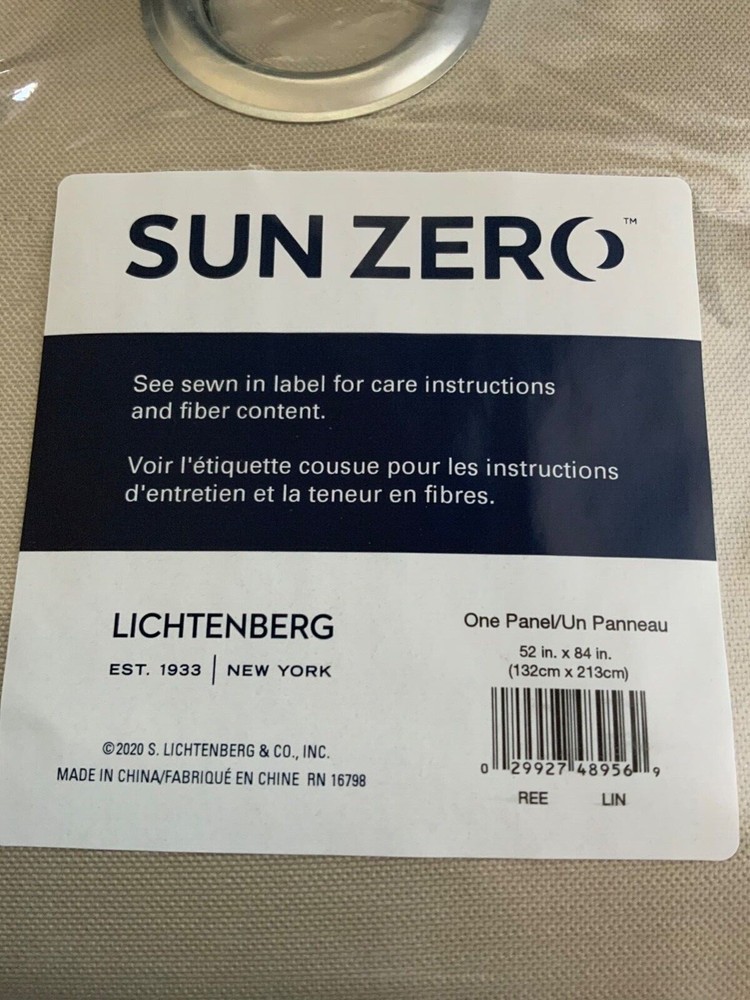 SUN ZERO™
See sewn in label for care instructions
and fiber content.
Voir l'étiquette cousue pour les instructions
d'entretien et la teneur en fibres.
LICHTENBERG
EST. 1933 | NEW YORK
©2020 S. LICHTENBERG & CO., INC.
MADE IN CHINA/FABRIQUÉ EN CHINE RN 16798
One Panel/Un Panneau
52 in. x 84 in.
(132cm x 213cm)
0 29927 48956 9
REE LIN